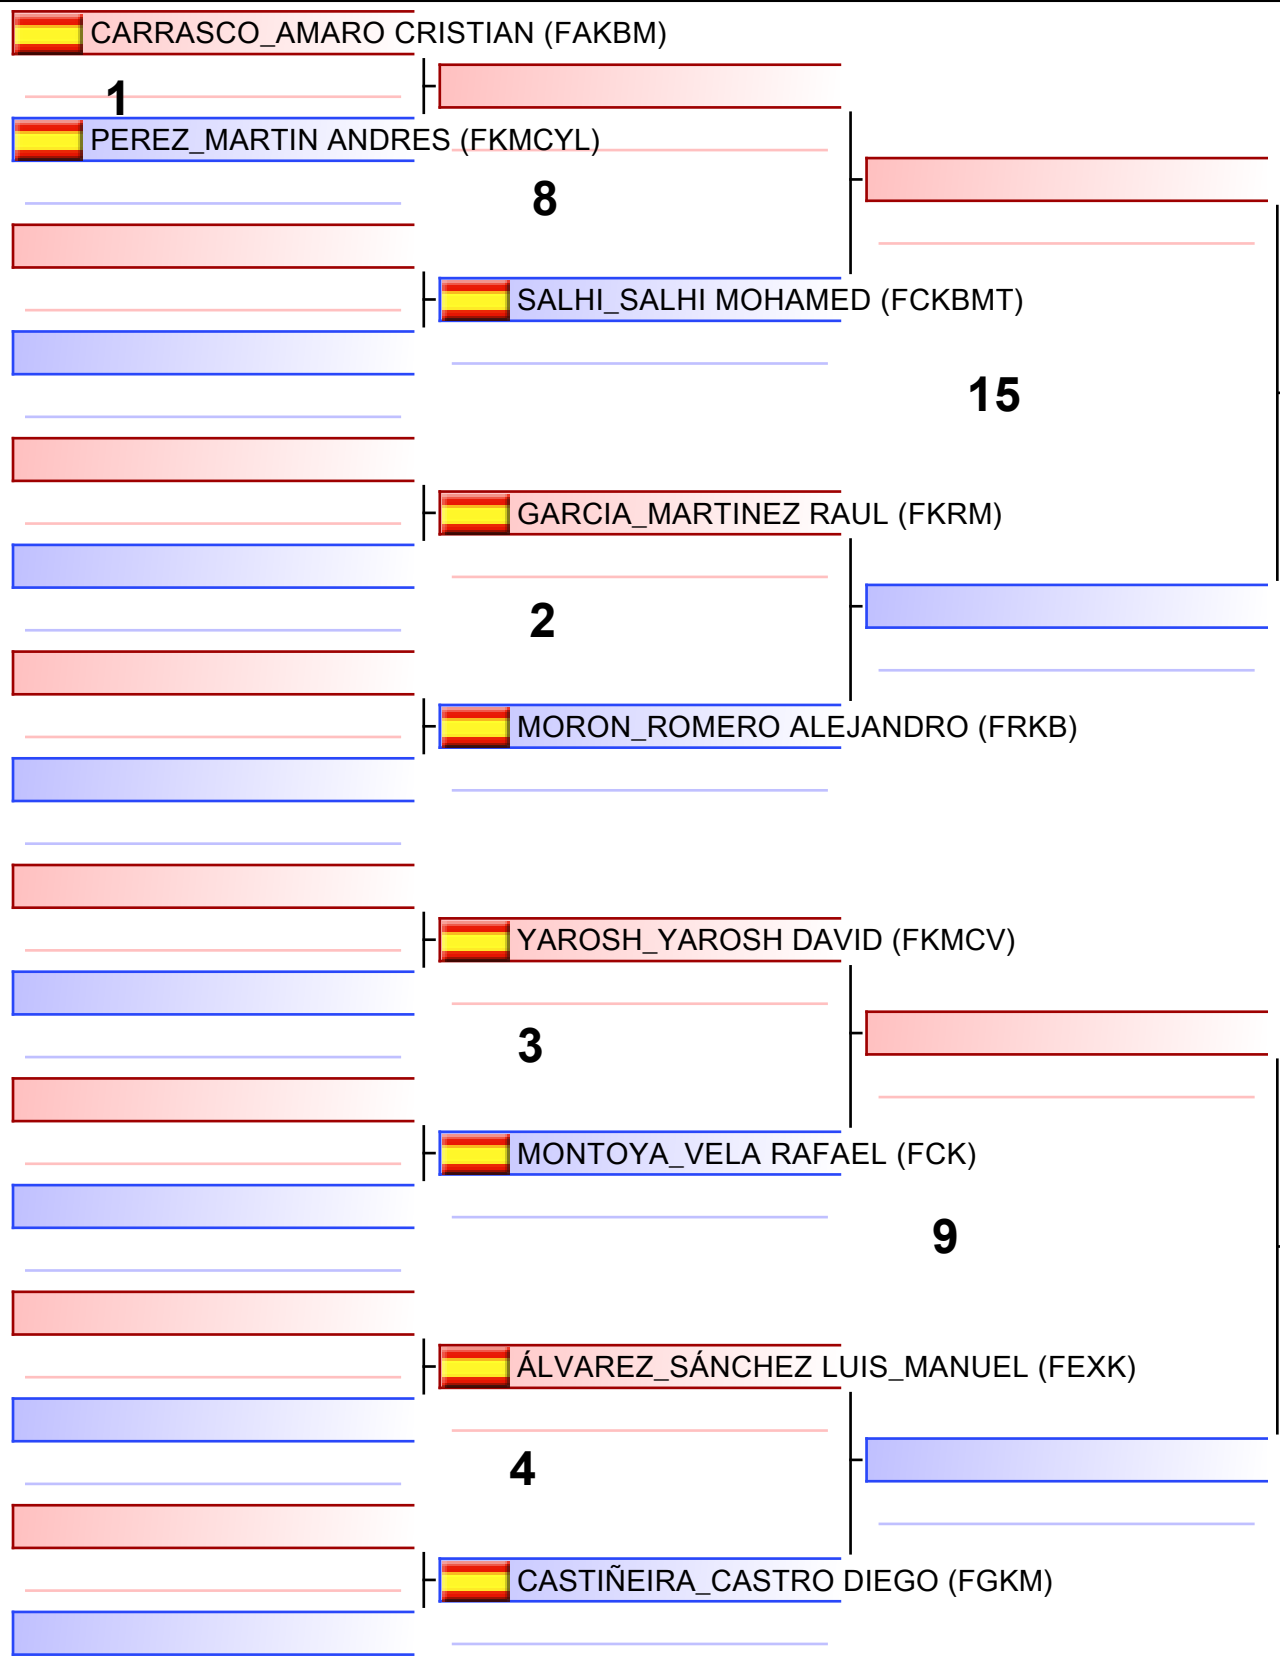 CARRASCO_AMARO CRISTIAN (FAKBM)
1
PEREZ_MARTIN ANDRES (FKMCYL)
8
SALHI_SALHI MOHAMED (FCKBMT)
15
GARCIA_MARTINEZ RAUL (FKRM)
2
MORON_ROMERO ALEJANDRO (FRKB)
YAROSH_YAROSH DAVID (FKMCV)
3
MONTOYA_VELA RAFAEL (FCK)
9
ÁLVAREZ_SÁNCHEZ LUIS_MANUEL (FEXK)
4
CASTIÑEIRA_CASTRO DIEGO (FGKM)